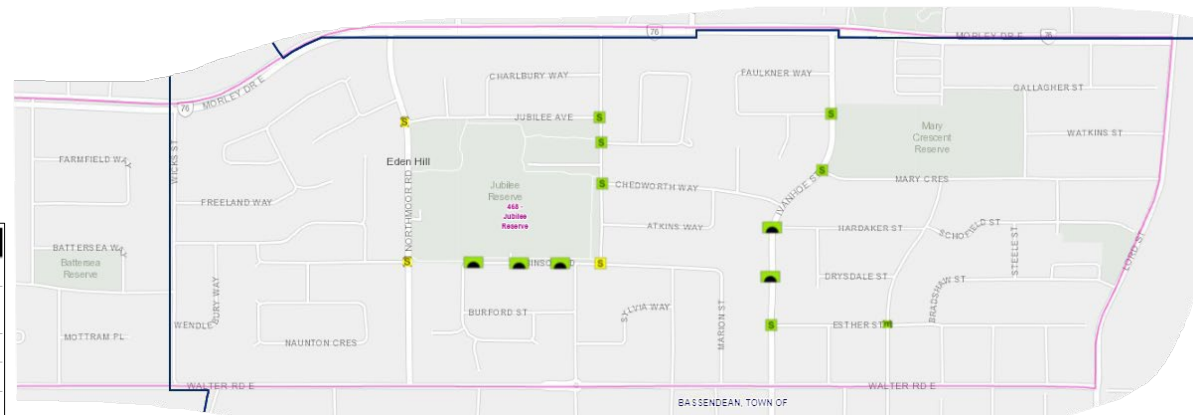 76
MORLEY DR E
76
CHARLBURY WAY
FAULKNER WAY
GALLAGHER ST
76
MORLEY DR E
JUBILEE AVE
S
S
S
S
Mary
Crescent
Reserve
WATKINS ST
FARMFIELD WAY
WICKS ST
Eden Hill
S
S
MARY CRES
Jubilee
Reserve
468 -
Jubilee
Reserve
CHEDWORTH WAY
IVANHOE ST
FREELAND WAY
NORTHMOOR RD
ATKINS WAY
HARDAKER ST
SCHOFIELD ST
STEELE ST
LORD ST
BATTERSEA WAY
Battersea
Reserve
S
S
DRYSDALE ST
BRADSHAW ST
BURY WAY
BURFORD ST
SYLVIA WAY
MARION ST
WENDLE
S
ESTHER ST
MOTTRAM PL
NAUNTON CRES
WALTER RD E
WALTER RD E
BASSENDEAN, TOWN OF